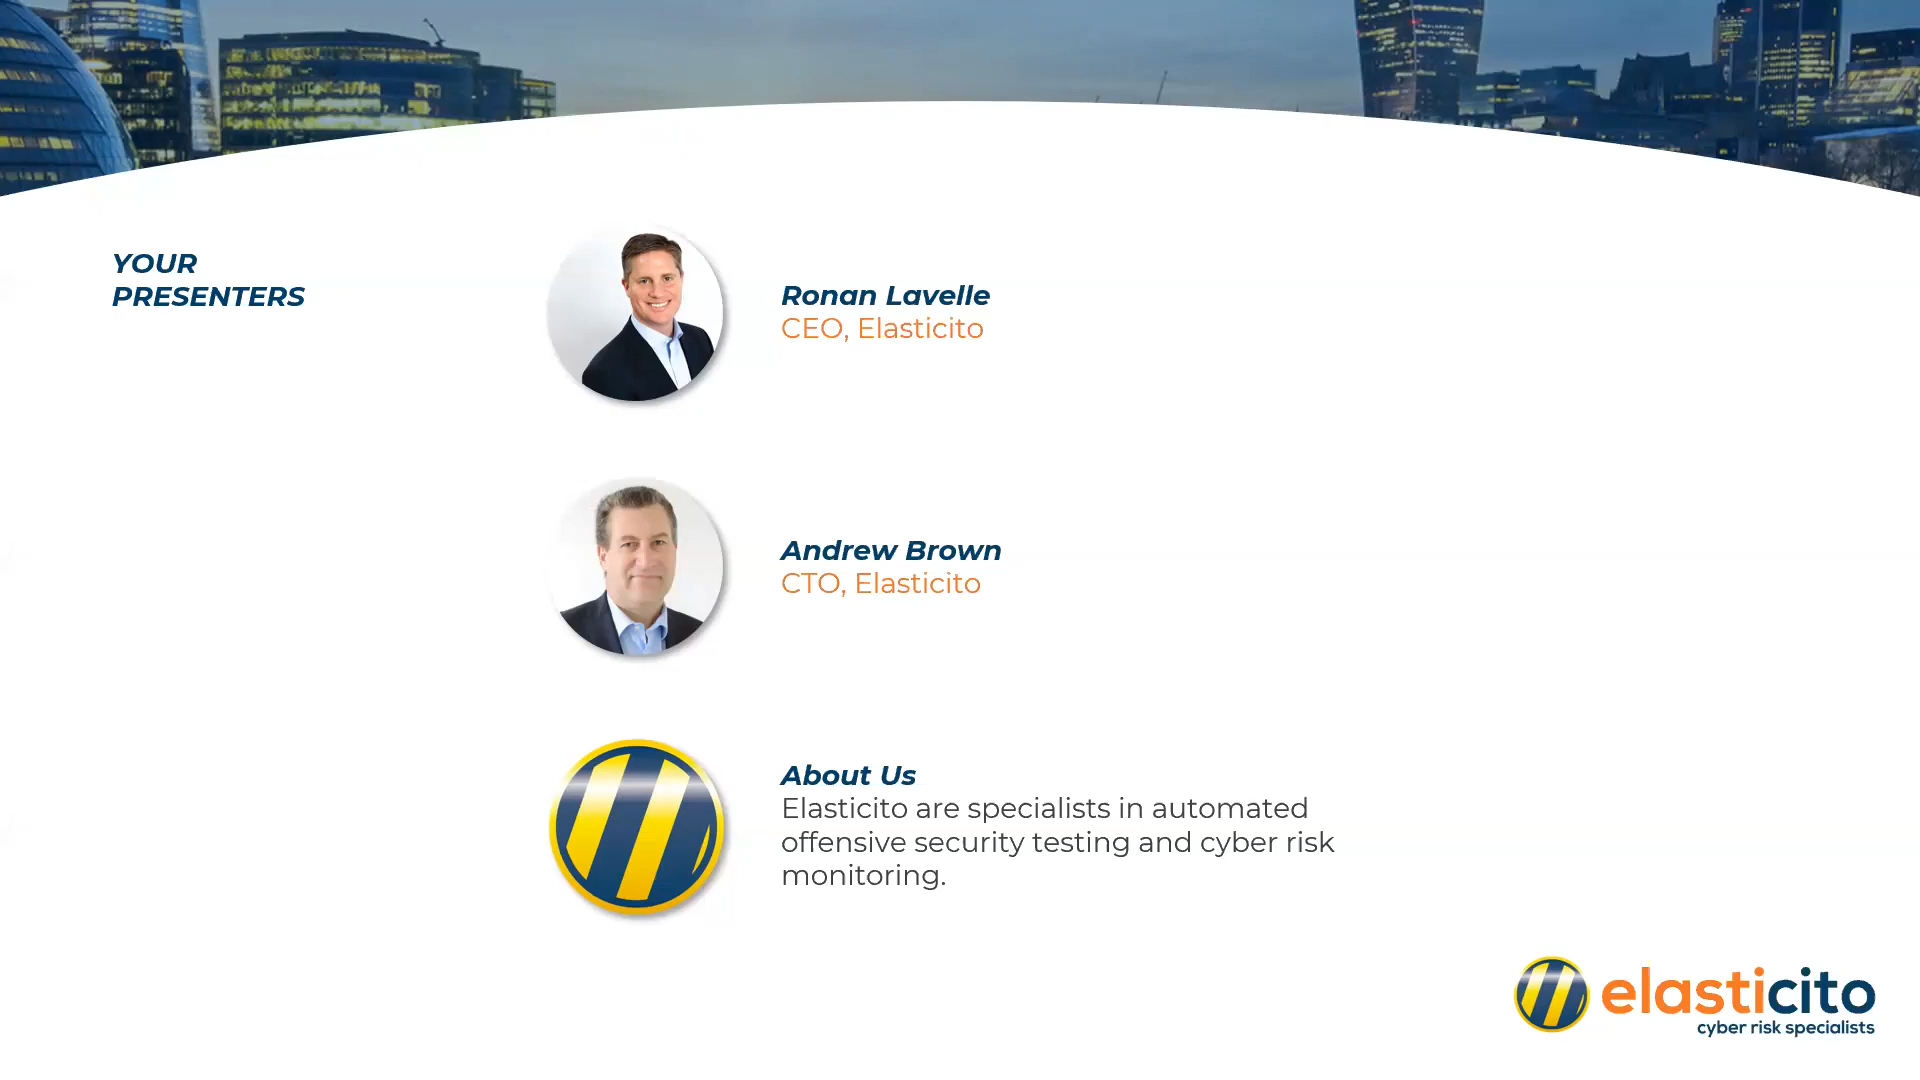 YOUR
PRESENTERS
Ronan Lavelle
CEO, Elasticito
Andrew Brown
CTO, Elasticito
About Us
Elasticito are specialists in automated
offensive security testing and cyber risk
monitoring.
elasticito
cyber risk specialists